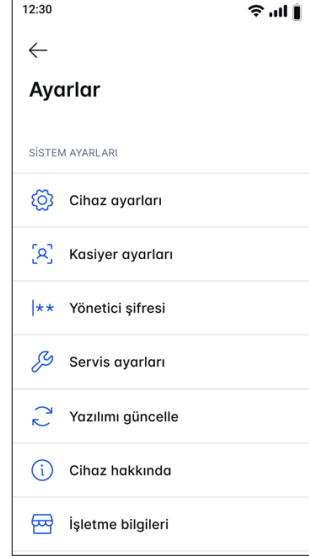 12:30
Ayarlar
SİSTEM AYARLARI
Cihaz ayarları
Kasiyer ayarları
Yönetici şifresi
Servis ayarları
Yazılımı güncelle
Cihaz hakkında
İşletme bilgileri